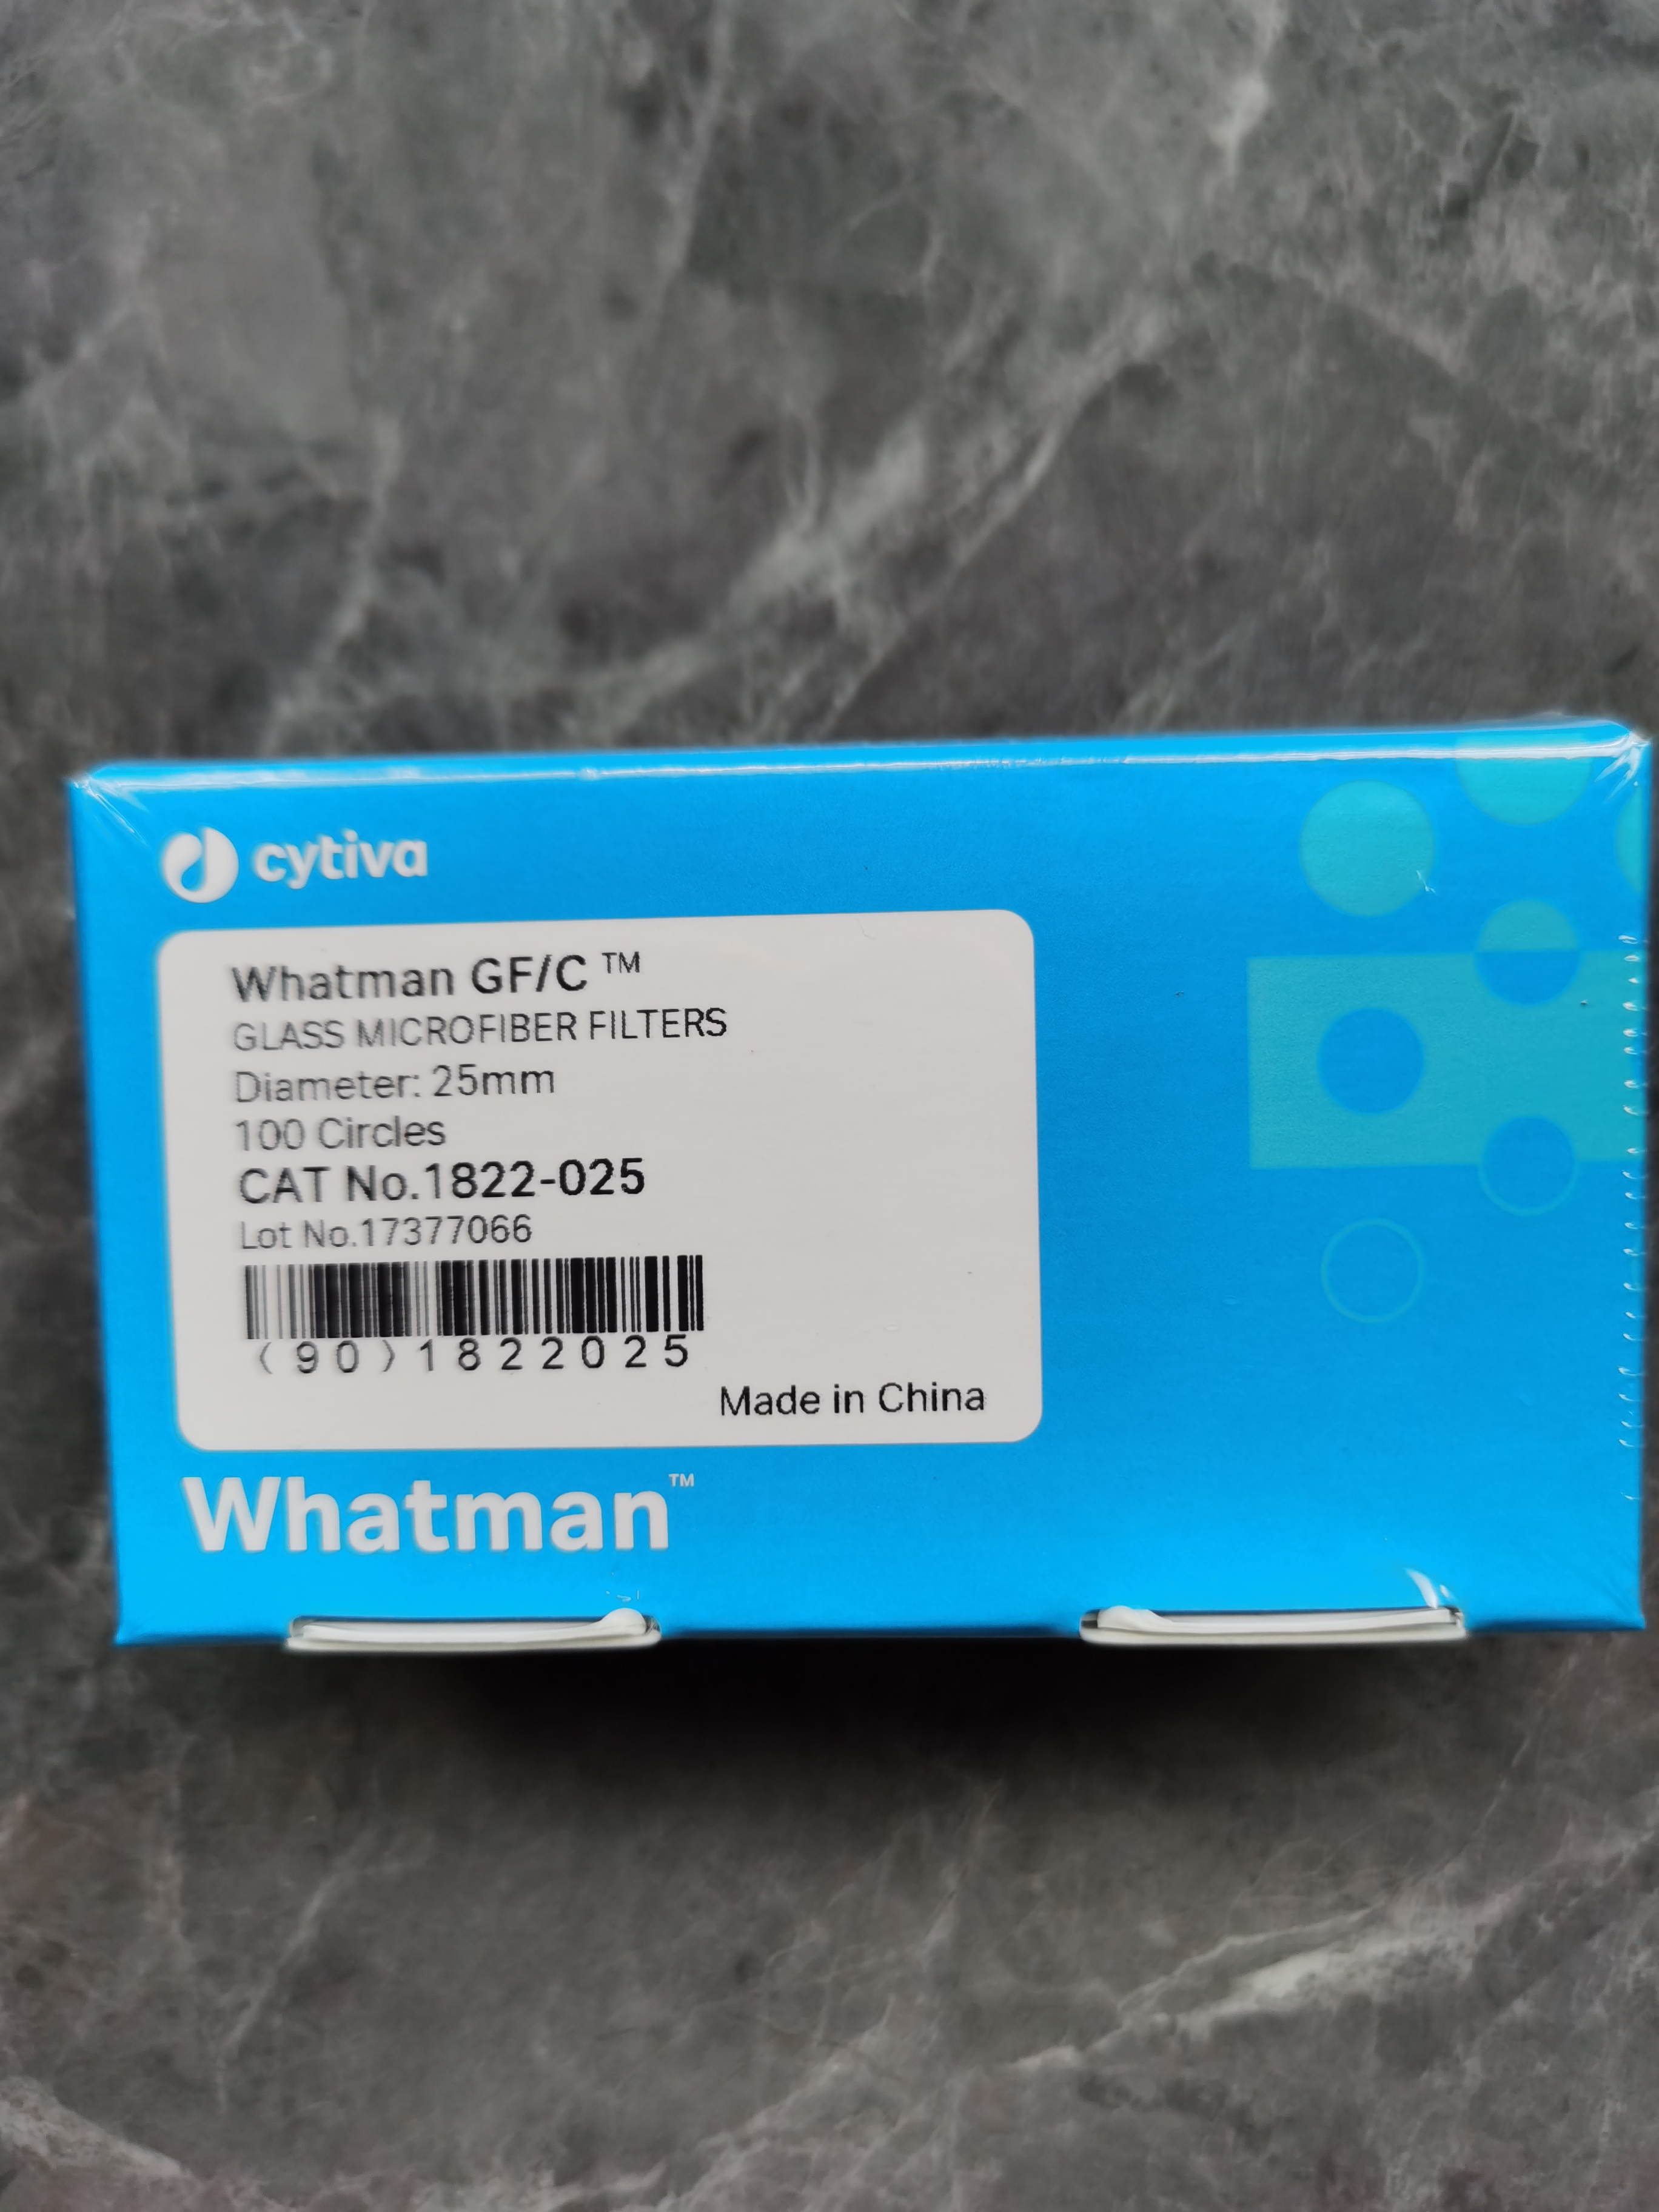 cytiva
Whatman GF/C ™
GLASS MICROFIBER FILTERS
Diameter: 25mm
100 Circles
CAT No.1822-025
Lot No.17377066
(90)1822025
Made in China
Whatman™